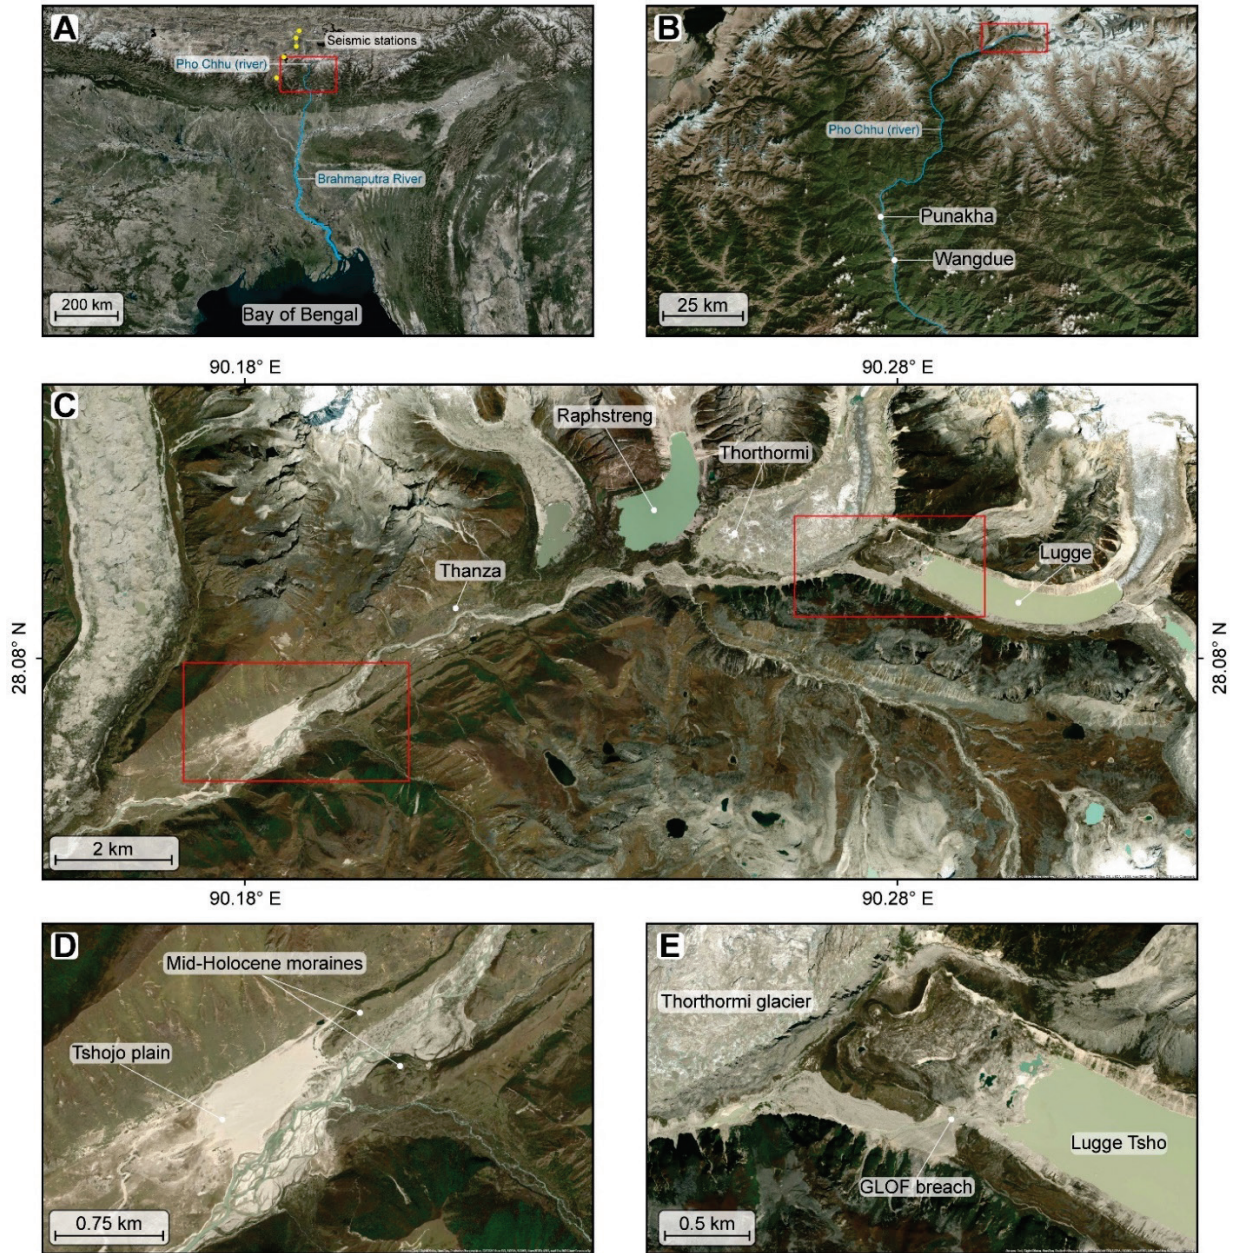 A
Seismic stations
Pho Chhu (river)
Brahmaputra River
200 km
Bay of Bengal
B
Pho Chhu (river)
Punakha
Wangdue
25 km
90.18° E
90.28° E
C
Raphstreng
Thorthormi
Lugge
Thanza
28.08° N
28.08° N
2 km
90.18° E
90.28° E
D
Mid-Holocene moraines
Tshojo plain
0.75 km
E
Thorthormi glacier
Lugge Tsho
GLOF breach
0.5 km